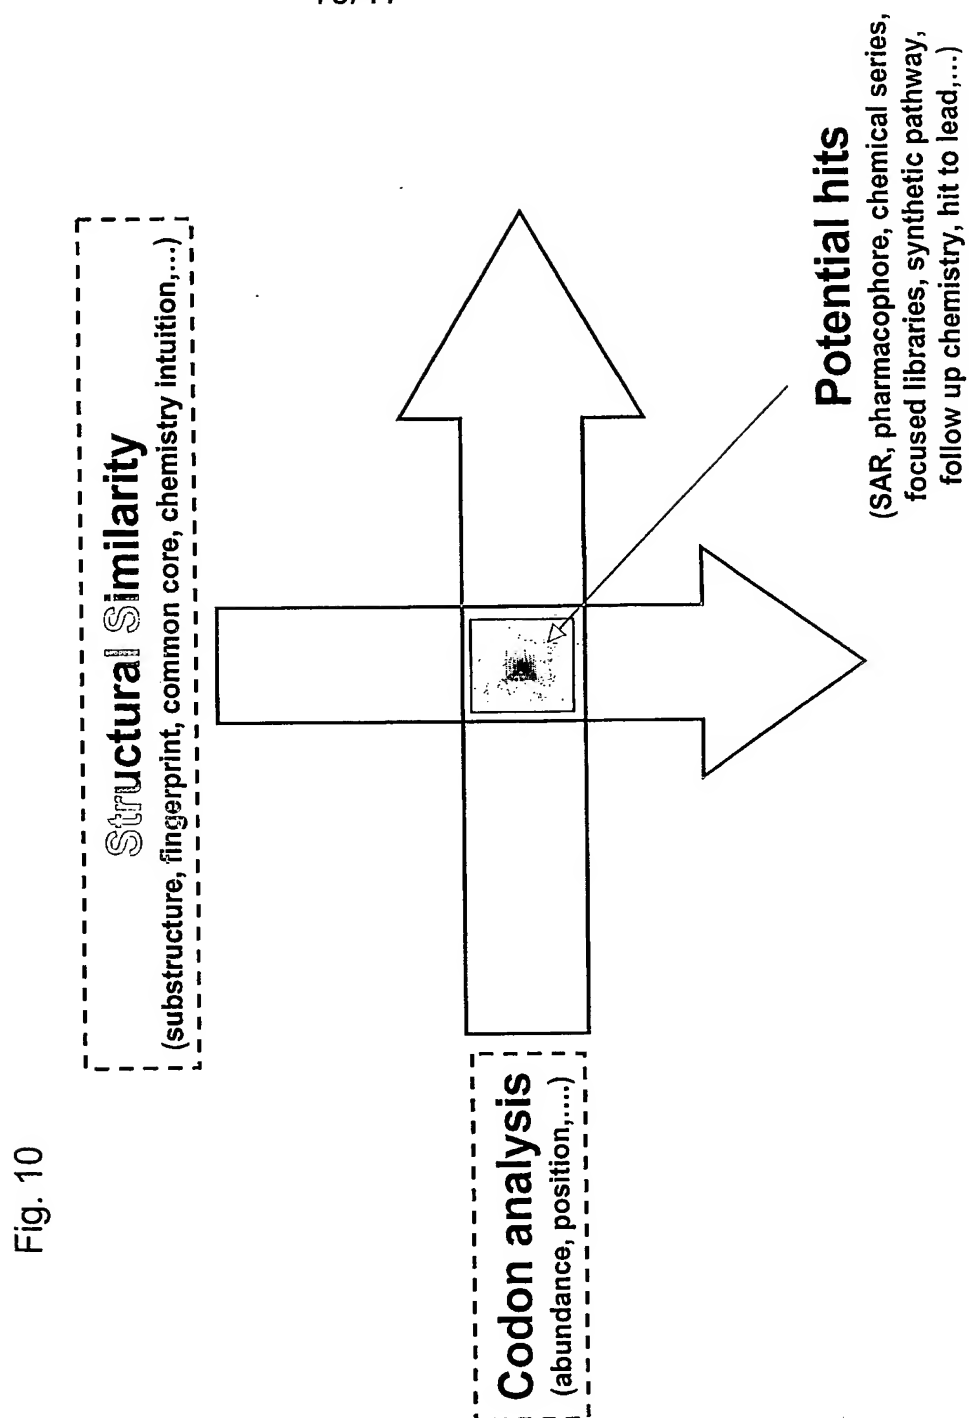 Fig. 10
Structural Similarity
(substructure, fingerprint, common core, chemistry intuition,...)
Codon analysis
(abundance, position,....)
Potential hits
(SAR, pharmacophore, chemical series,
focused libraries, synthetic pathway,
follow up chemistry, hit to lead,...)